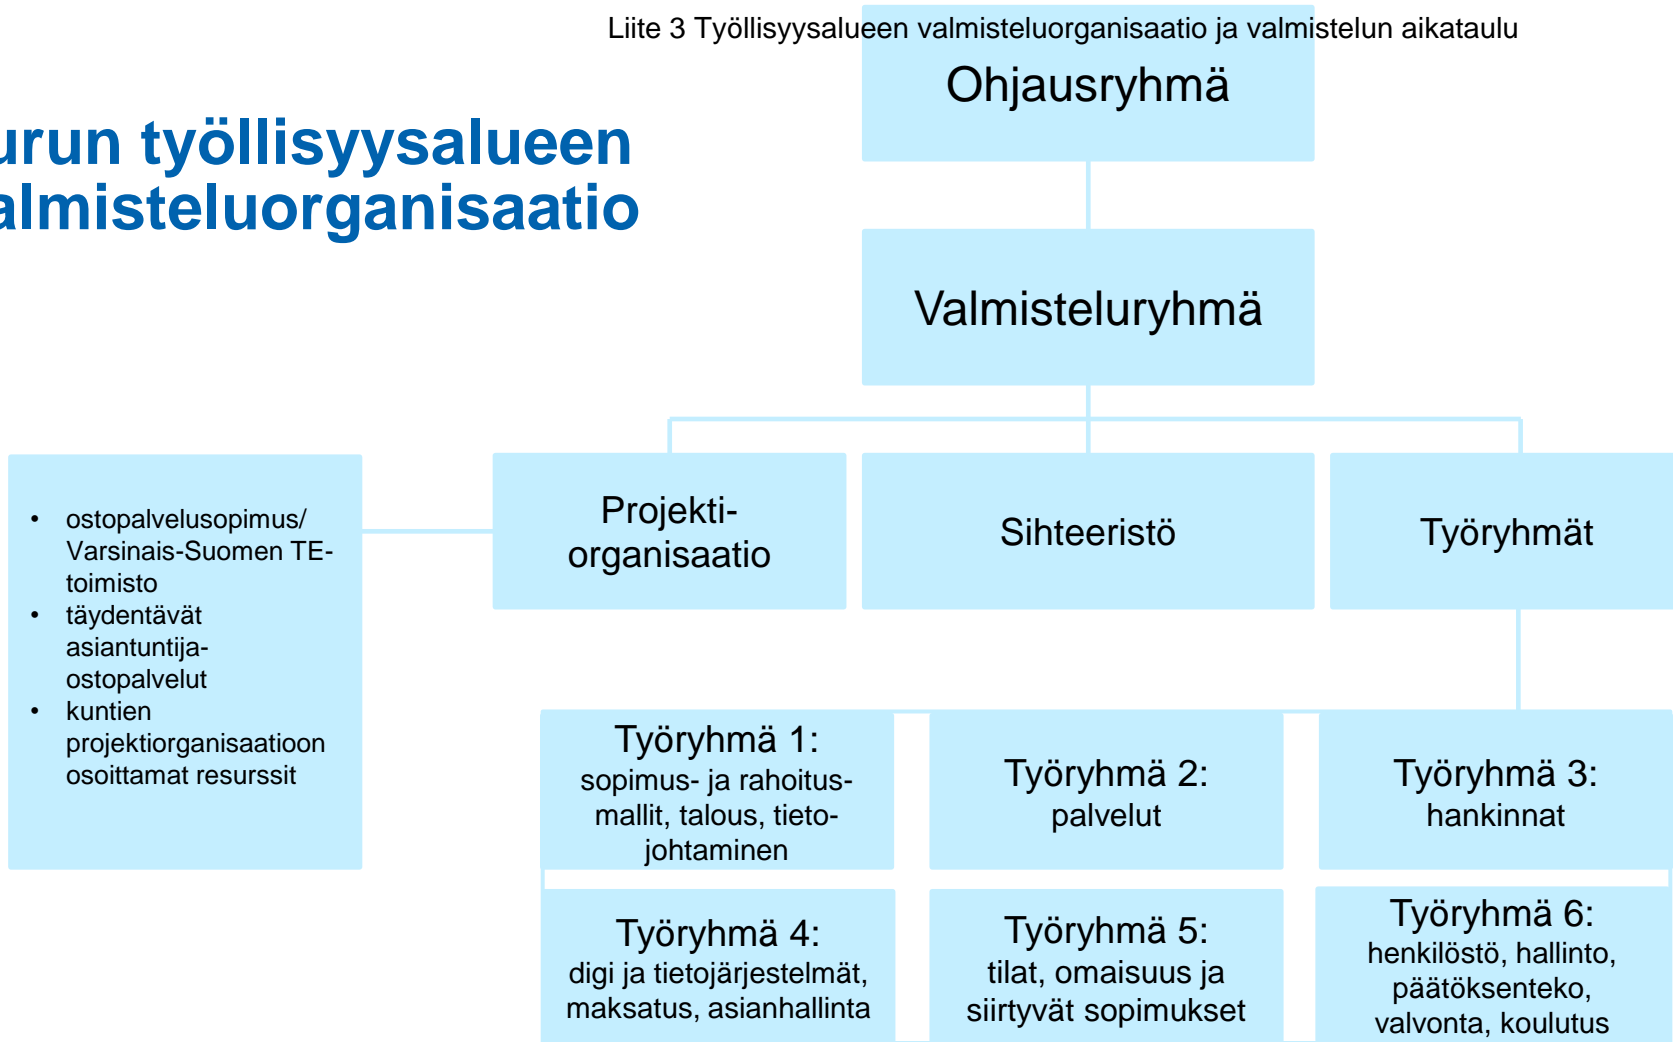 Liite 3 Työllisyysalueen valmisteluorganisaatio ja valmistelun aikataulu
urun työllisyysalueen
almisteluorganisaatio
Ohjausryhmä
Valmisteluryhmä
• ostopalvelusopimus/
Varsinais-Suomen TE-
toimisto
• täydentävät
asiantuntija-
ostopalvelut
• kuntien
projektiorganisaatioon
osoittamat resurssit
Projekti-
organisaatio
Sihteeristö
Työryhmät
Työryhmä 1:
sopimus- ja rahoitus-
mallit, talous, tieto-
johtaminen
Työryhmä 2:
palvelut
Työryhmä 3:
hankinnat
Työryhmä 4:
digi ja tietojärjestelmät,
maksatus, asianhallinta
Työryhmä 5:
tilat, omaisuus ja
siirtyvät sopimukset
Työryhmä 6:
henkilöstö, hallinto,
päätöksenteko,
valvonta, koulutus